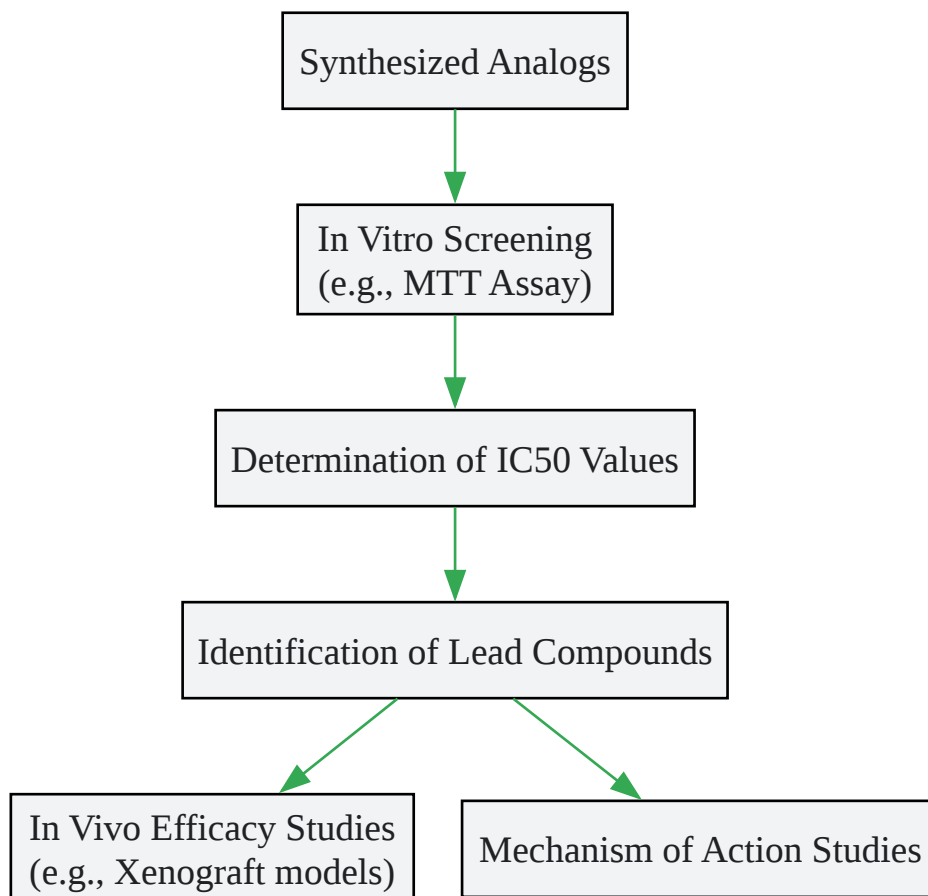 Synthesized Analogs
In Vitro Screening
(e.g., MTT Assay)
Determination of IC50 Values
Identification of Lead Compounds
In Vivo Efficacy Studies
(e.g., Xenograft models)
Mechanism of Action Studies